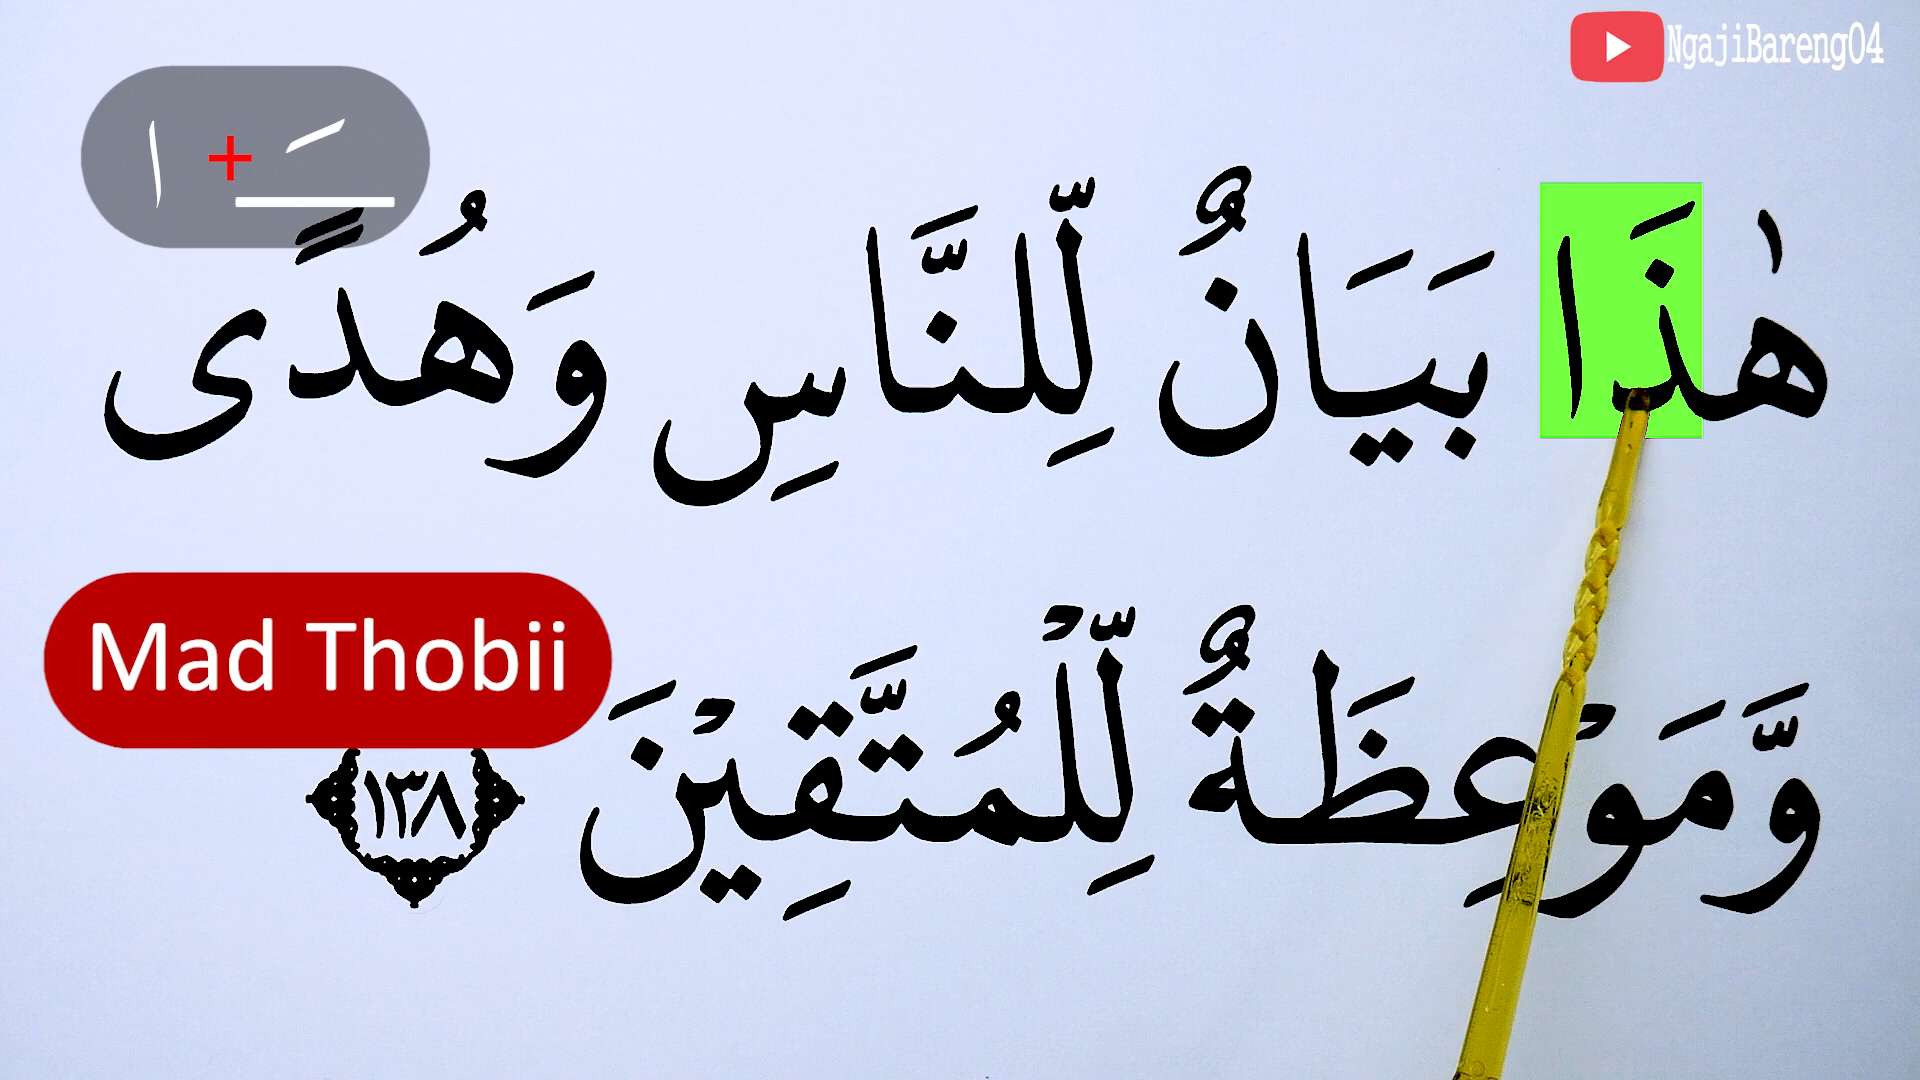 NgajiBareng04
ـَ + ا
هٰذَا بَيَانٌ لِّلنَّاسِ وَهُدًى
Mad Thobii
وَّمَوْعِظَةٌ لِّلْمُتَّقِيْنَ ١٣٨